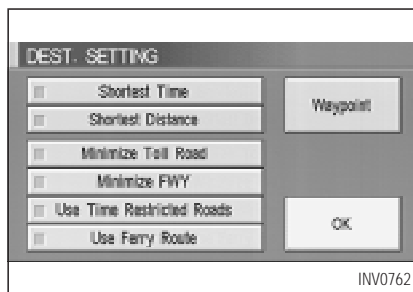 DEST. SETTING
Shortest Time
Shortest Distance
Waypoint
Minimize Toll Road
Minimize FWY
Use Time Restricted Roads
Use Ferry Route
OK
INV0762